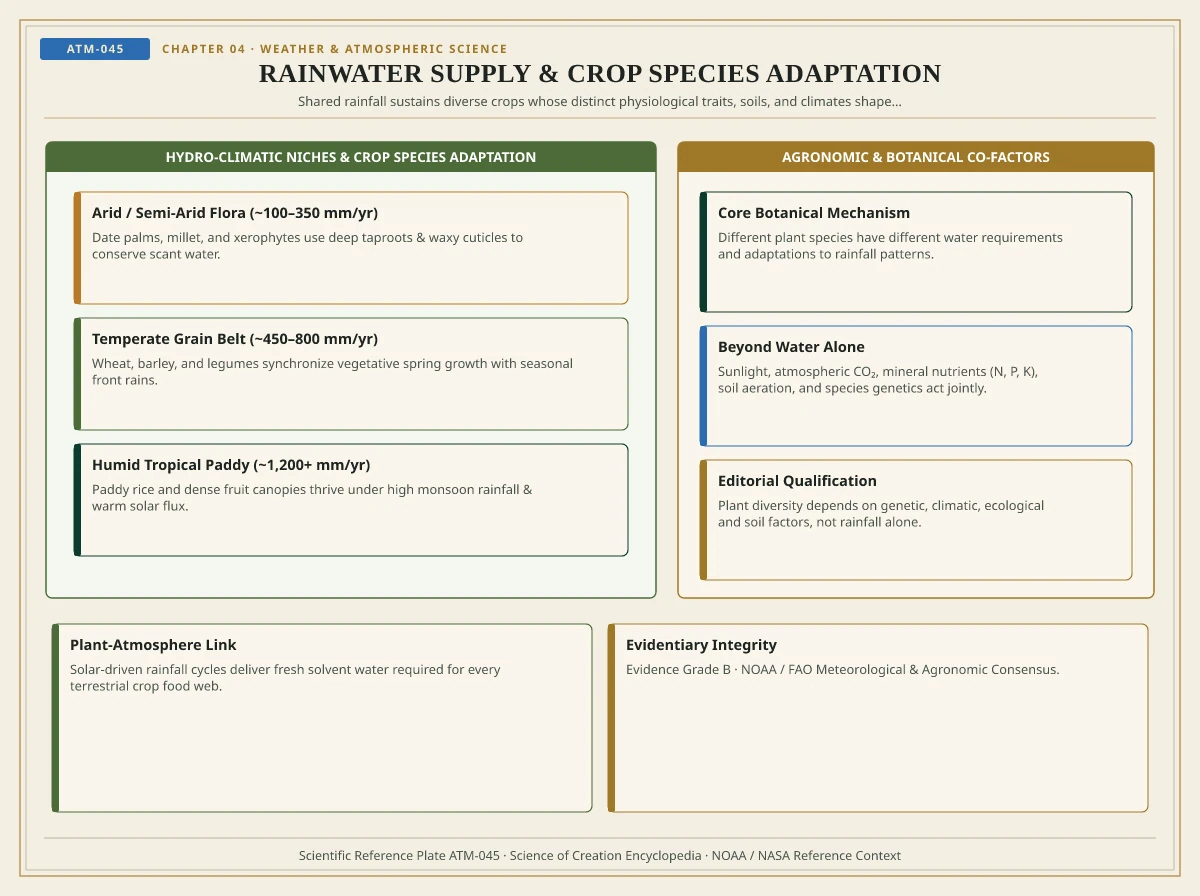 ATM-045
CHAPTER 04 · WEATHER & ATMOSPHERIC SCIENCE
RAINWATER SUPPLY & CROP SPECIES ADAPTATION
Shared rainfall sustains diverse crops whose distinct physiological traits, soils, and climates shape...
HYDRO-CLIMATIC NICHES & CROP SPECIES ADAPTATION
Arid / Semi-Arid Flora (~100–350 mm/yr)
Date palms, millet, and xerophytes use deep taproots & waxy cuticles to
conserve scant water.
Temperate Grain Belt (~450–800 mm/yr)
Wheat, barley, and legumes synchronize vegetative spring growth with seasonal
front rains.
Humid Tropical Paddy (~1,200+ mm/yr)
Paddy rice and dense fruit canopies thrive under high monsoon rainfall &
warm solar flux.
AGRONOMIC & BOTANICAL CO-FACTORS
Core Botanical Mechanism
Different plant species have different water requirements
and adaptations to rainfall patterns.
Beyond Water Alone
Sunlight, atmospheric CO₂, mineral nutrients (N, P, K),
soil aeration, and species genetics act jointly.
Editorial Qualification
Plant diversity depends on genetic, climatic, ecological
and soil factors, not rainfall alone.
Plant-Atmosphere Link
Solar-driven rainfall cycles deliver fresh solvent water required for every
terrestrial crop food web.
Evidentiary Integrity
Evidence Grade B · NOAA / FAO Meteorological & Agronomic Consensus.
Scientific Reference Plate ATM-045 · Science of Creation Encyclopedia · NOAA / NASA Reference Context